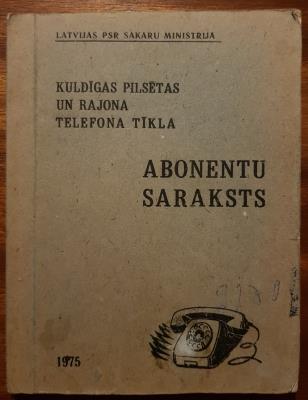 LATVIJAS PSR SAKARU MINISTRIJA
KULDĪGAS PILSĒTAS
UN RAJONA
TELEFONA TĪKLA
ABONENTU
SARAKSTS
1975